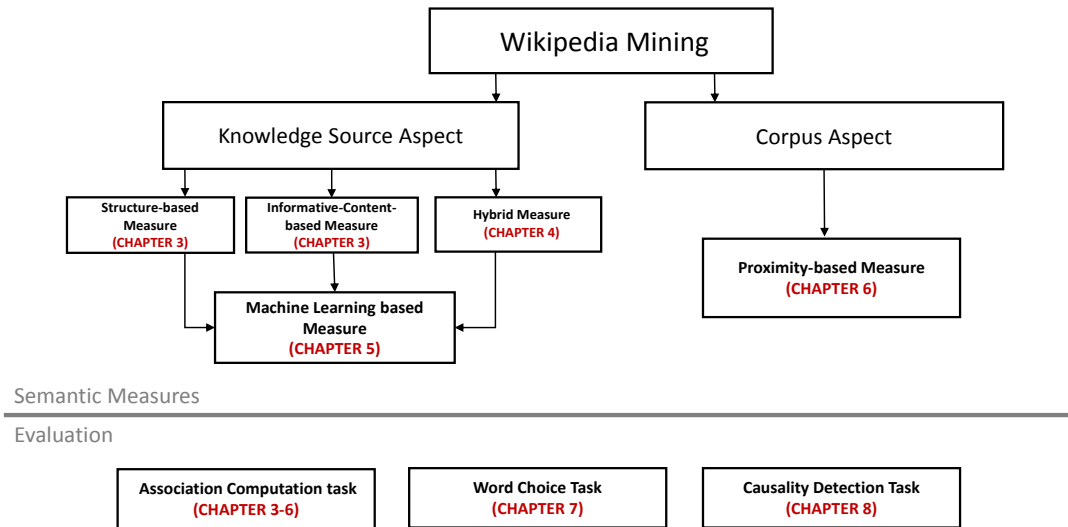 Wikipedia Mining
Knowledge Source Aspect
Corpus Aspect
Structure-based
Measure
(CHAPTER 3)
Informative-Content-
based Measure
(CHAPTER 3)
Hybrid Measure
(CHAPTER 4)
Proximity-based Measure
(CHAPTER 6)
Machine Learning based
Measure
(CHAPTER 5)
Semantic Measures
Evaluation
Association Computation task
(CHAPTER 3-6)
Word Choice Task
(CHAPTER 7)
Causality Detection Task
(CHAPTER 8)